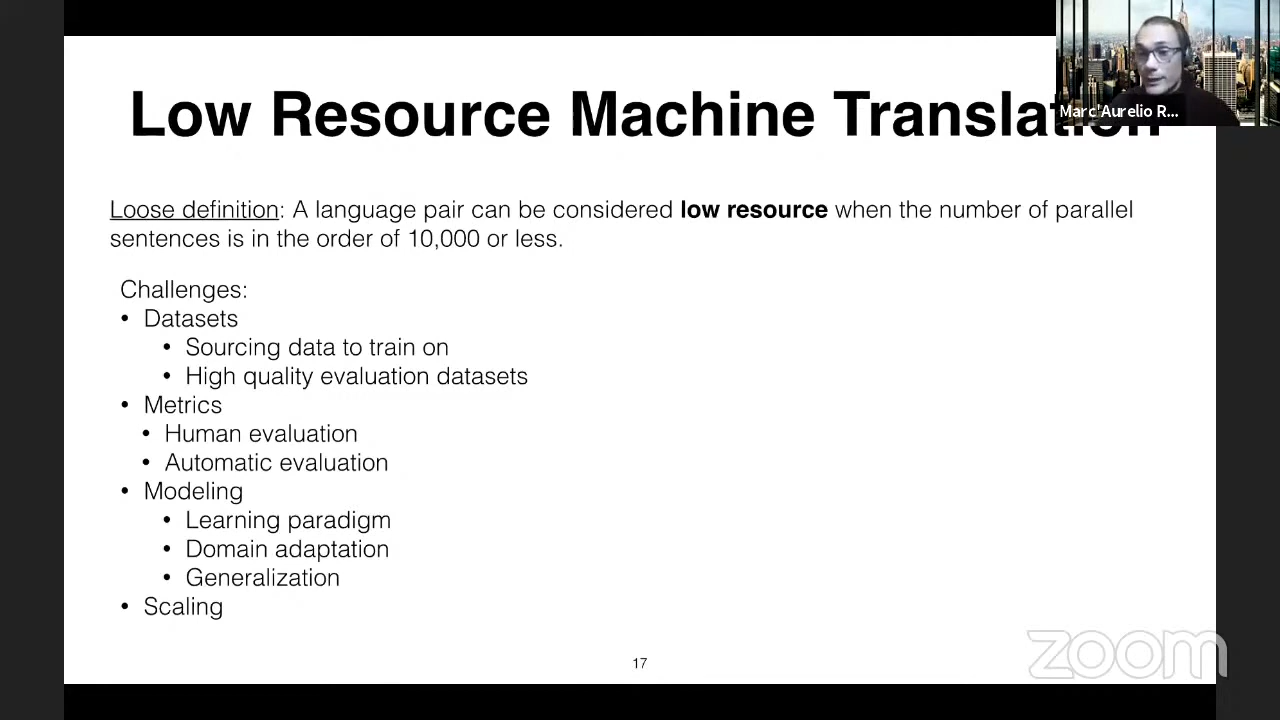 Low Resource Machine Translation
Marc'Aurelio R...
Loose definition: A language pair can be considered low resource when the number of parallel
sentences is in the order of 10,000 or less.
Challenges:
• Datasets
• Sourcing data to train on
• High quality evaluation datasets
• Metrics
• Human evaluation
• Automatic evaluation
• Modeling
• Learning paradigm
• Domain adaptation
• Generalization
• Scaling
17
zoom